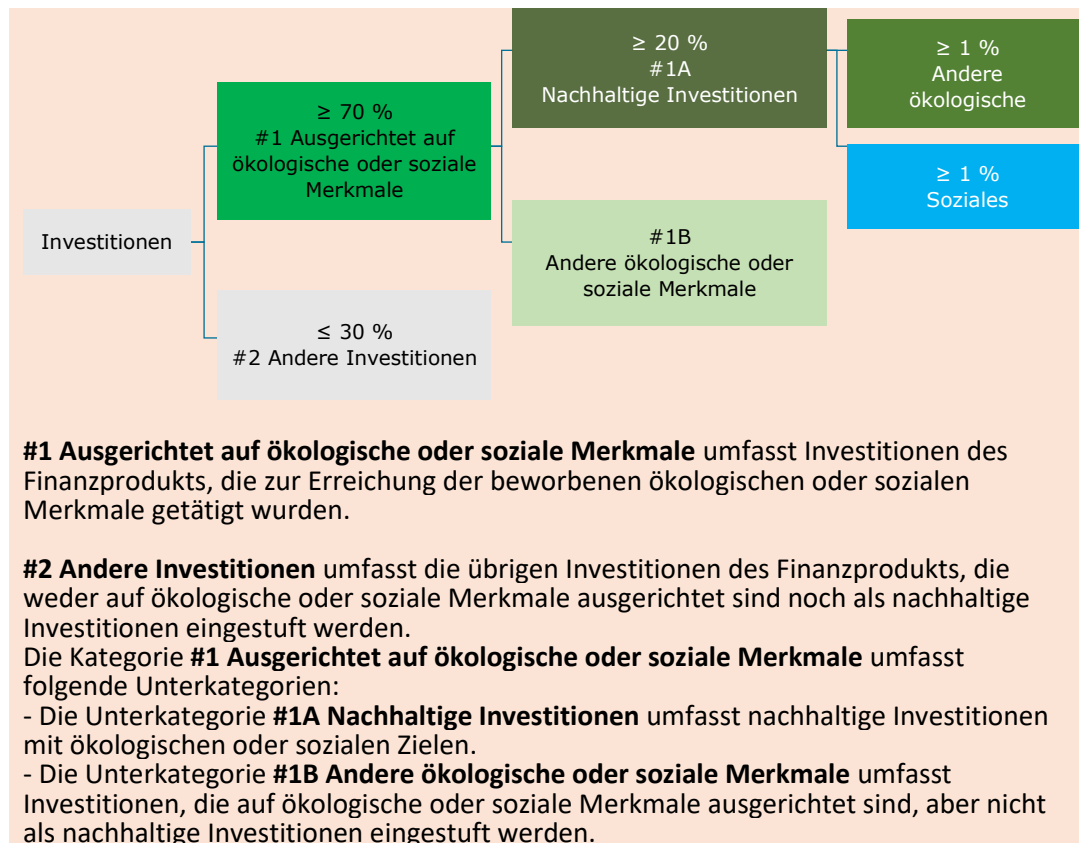 ≥ 20 %
#1A
Nachhaltige Investitionen
≥ 1 %
Andere
ökologische
≥ 70 %
#1 Ausgerichtet auf
ökologische oder soziale
Merkmale
≥ 1 %
Soziales
Investitionen
#1B
Andere ökologische oder
soziale Merkmale
≤ 30 %
#2 Andere Investitionen
#1 Ausgerichtet auf ökologische oder soziale Merkmale umfasst Investitionen des
Finanzprodukts, die zur Erreichung der beworbenen ökologischen oder sozialen
Merkmale getätigt wurden.
#2 Andere Investitionen umfasst die übrigen Investitionen des Finanzprodukts, die
weder auf ökologische oder soziale Merkmale ausgerichtet sind noch als nachhaltige
Investitionen eingestuft werden.
Die Kategorie #1 Ausgerichtet auf ökologische oder soziale Merkmale umfasst
folgende Unterkategorien:
- Die Unterkategorie #1A Nachhaltige Investitionen umfasst nachhaltige Investitionen
mit ökologischen oder sozialen Zielen.
- Die Unterkategorie #1B Andere ökologische oder soziale Merkmale umfasst
Investitionen, die auf ökologische oder soziale Merkmale ausgerichtet sind, aber nicht
als nachhaltige Investitionen eingestuft werden.